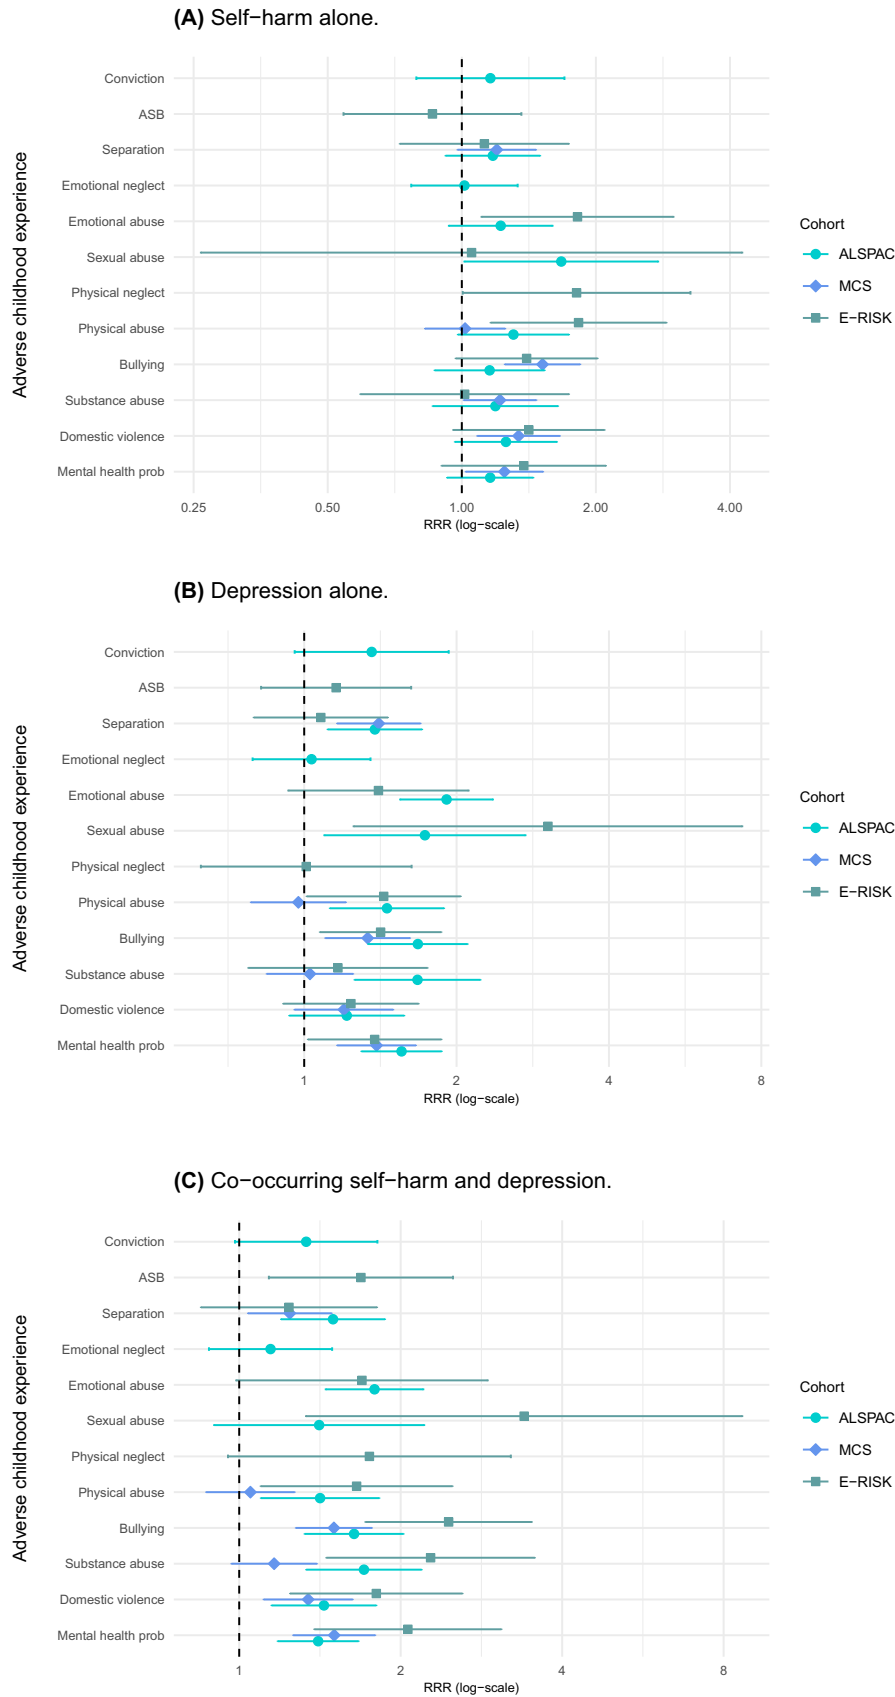 (A) Self−harm alone.
Adverse childhood experience
Conviction
ASB
Separation
Emotional neglect
Emotional abuse
Sexual abuse
Physical neglect
Physical abuse
Bullying
Substance abuse
Domestic violence
Mental health prob
0.25 0.50 1.00 2.00 4.00
RRR (log−scale)
Cohort
ALSPAC
MCS
E−RISK
(B) Depression alone.
Adverse childhood experience
Conviction
ASB
Separation
Emotional neglect
Emotional abuse
Sexual abuse
Physical neglect
Physical abuse
Bullying
Substance abuse
Domestic violence
Mental health prob
1 2 4 8
RRR (log−scale)
Cohort
ALSPAC
MCS
E−RISK
(C) Co−occurring self−harm and depression.
Adverse childhood experience
Conviction
ASB
Separation
Emotional neglect
Emotional abuse
Sexual abuse
Physical neglect
Physical abuse
Bullying
Substance abuse
Domestic violence
Mental health prob
1 2 4 8
RRR (log−scale)
Cohort
ALSPAC
MCS
E−RISK